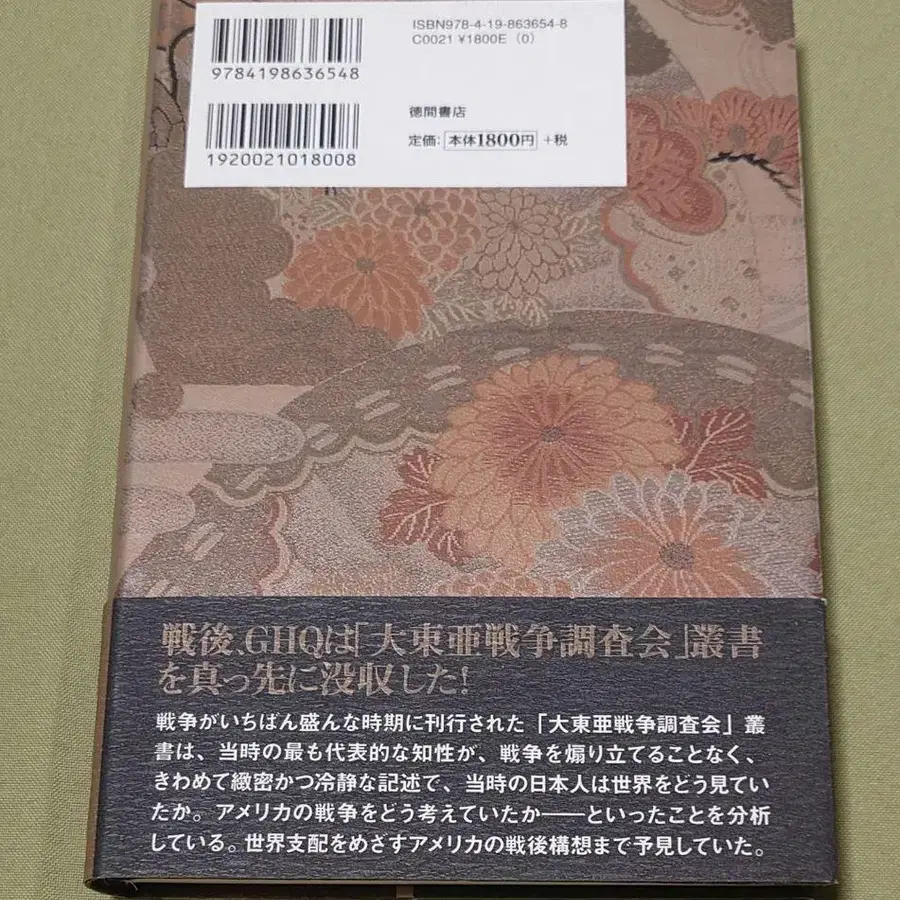 ISBN978-4-19-863654-8
C0021 ¥1800E (0)
9784198636548
徳間書店
定価: 本体1800円 +税
1920021018008
戦後、GHQは「大東亜戦争調査会」叢書
を真っ先に没収した!
戦争がいちばん盛んな時期に刊行された「大東亜戦争調査会」叢
書は、当時の最も代表的な知性が、戦争を煽り立てることなく、
きわめて緻密かつ冷静な記述で、当時の日本人は世界をどう見てい
たか。アメリカの戦争をどう考えていたか――といったことを分析
している。世界支配をめざすアメリカの戦後構想まで予見していた。